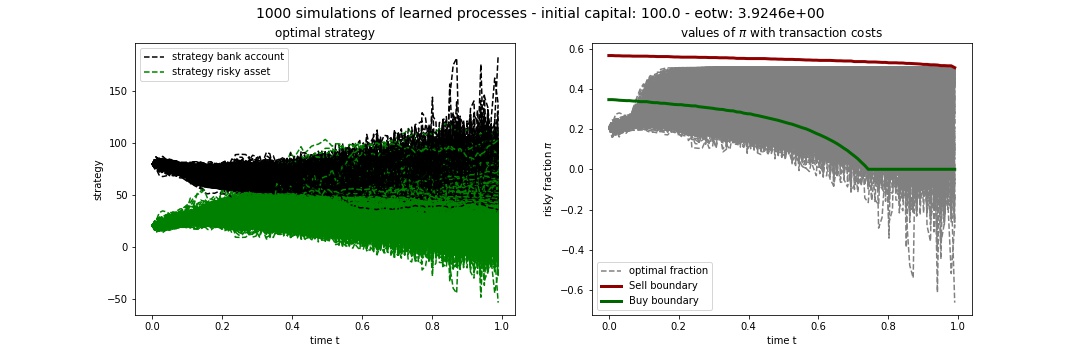 1000 simulations of learned processes - initial capital: 100.0 - eotw: 3.9246e+00
optimal strategy
strategy bank account
strategy risky asset
strategy
150
100
50
0
−50
0.0 0.2 0.4 0.6 0.8 1.0
time t
values of π with transaction costs
optimal fraction
Sell boundary
Buy boundary
risky fraction π
0.6
0.4
0.2
0.0
−0.2
−0.4
−0.6
0.0 0.2 0.4 0.6 0.8 1.0
time t